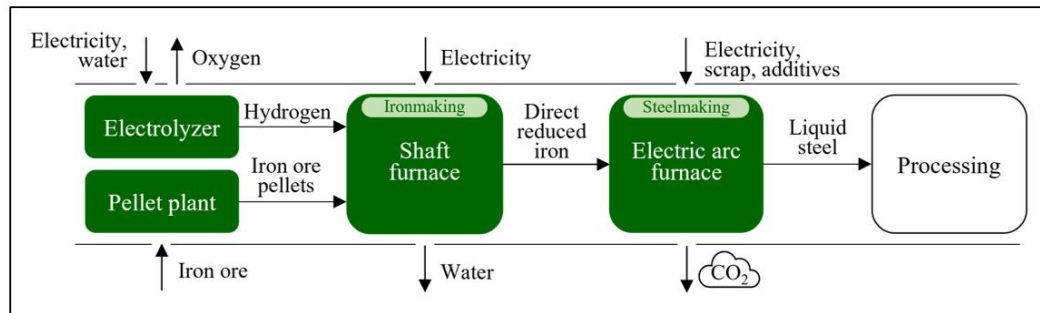 Electricity,
water
Oxygen
Electricity
Electricity,
scrap, additives
Electrolyzer
Hydrogen
Ironmaking
Shaft
furnace
Direct
reduced
iron
Steelmaking
Electric arc
furnace
Liquid
steel
Processing
Pellet plant
Iron ore
pellets
Iron ore
Water
CO2